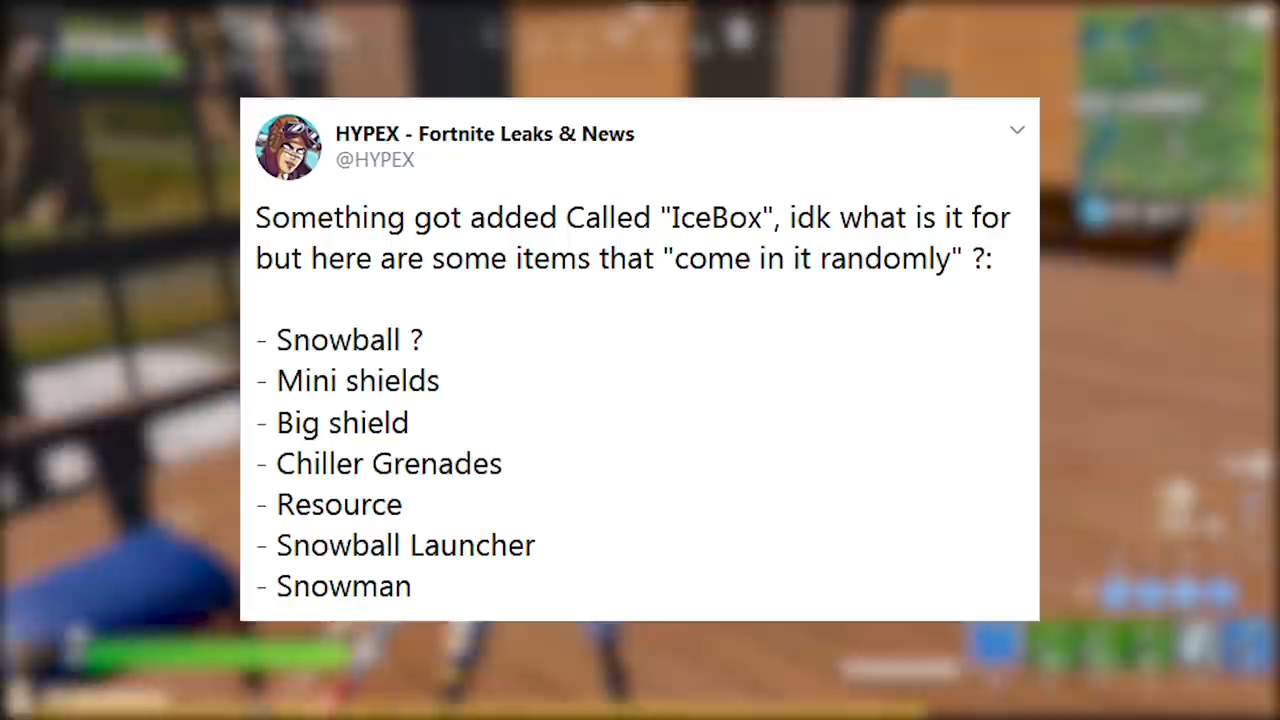 HYPEX - Fortnite Leaks & News
@HYPEX
Something got added Called "IceBox", idk what is it for
but here are some items that "come in it randomly" ?:
- Snowball ?
- Mini shields
- Big shield
- Chiller Grenades
- Resource
- Snowball Launcher
- Snowman